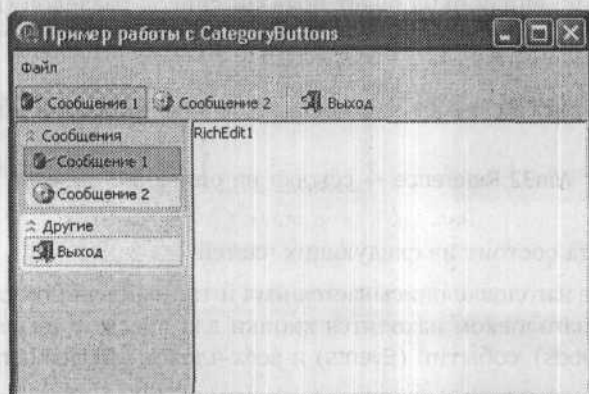 Пример работы с CategoryButtons
Файл
Сообщение 1 Сообщение 2 Выход
Сообщения RichEdit1
Сообщение 1
Сообщение 2
Другие
Выход